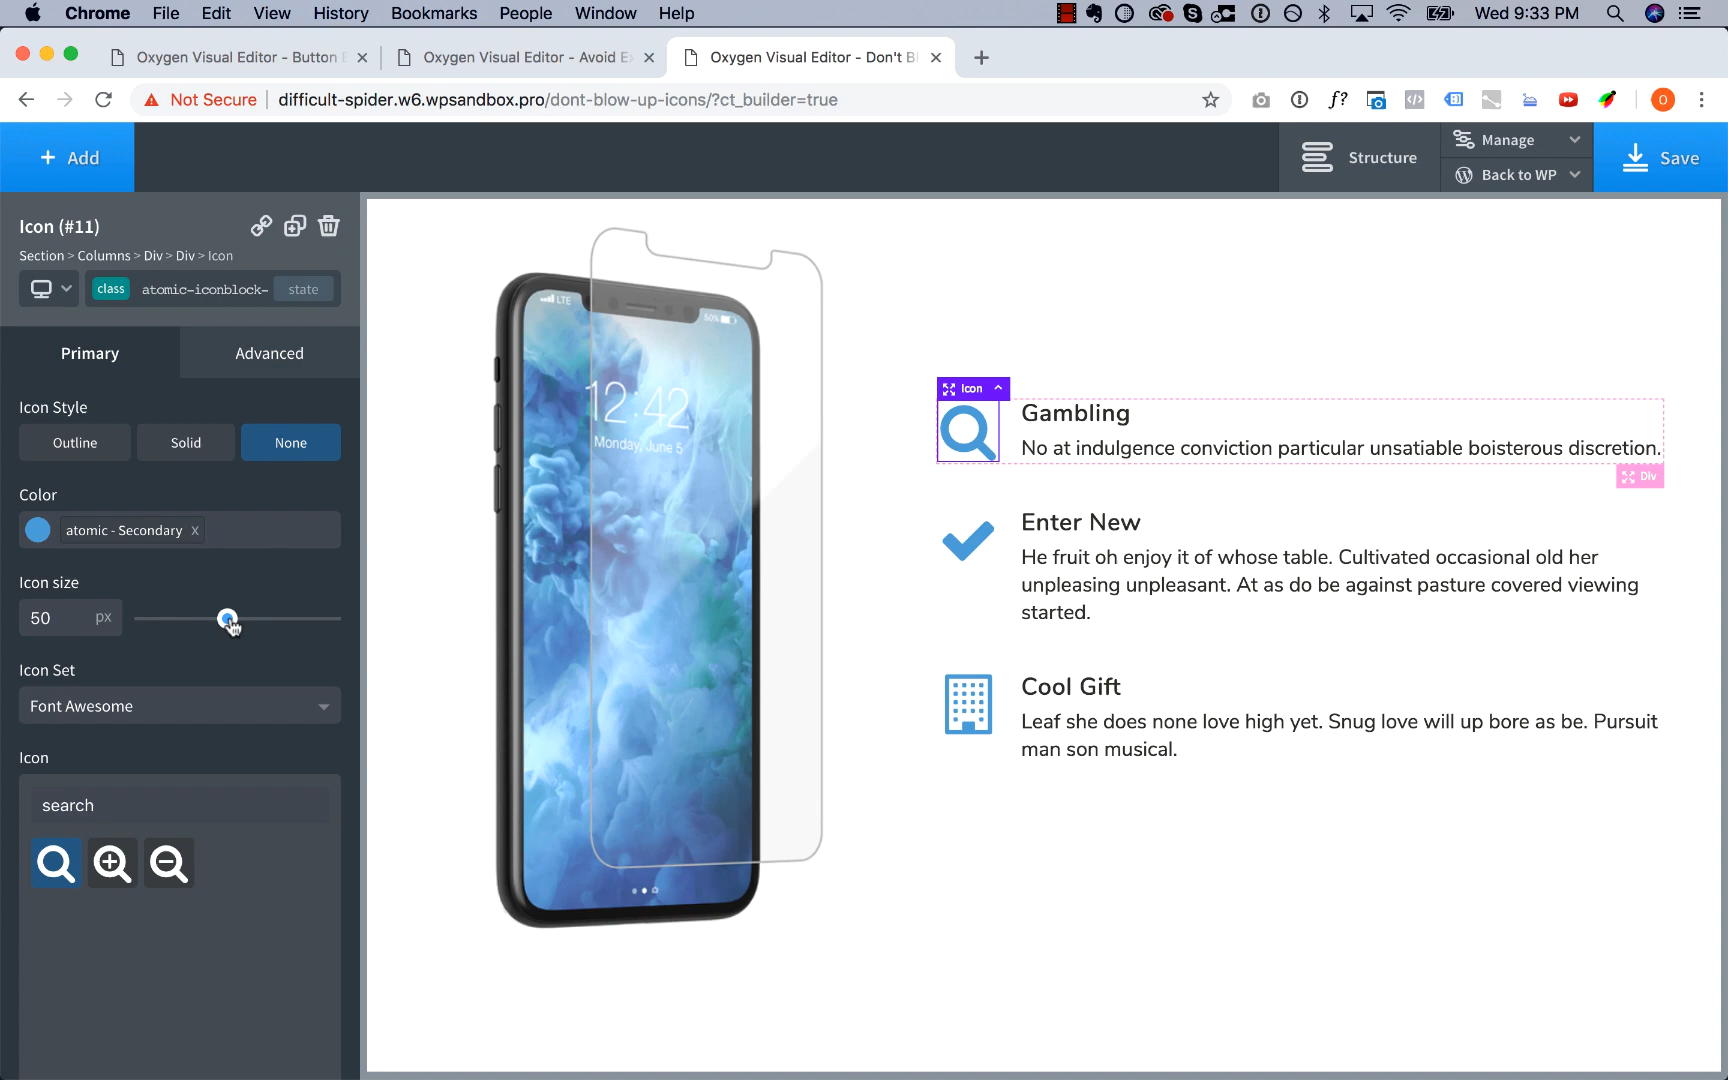 Chrome File Edit View History Bookmarks People Window Help Wed 9:33 PM
Oxygen Visual Editor - Button E
Oxygen Visual Editor - Avoid Ex
Oxygen Visual Editor - Don't Bl
Not Secure difficult-spider.w6.wpsandbox.pro/dont-blow-up-icons/?ct_builder=true
f?
O
+ Add
Structure
Manage
Back to WP
Save
Icon (#11)
Section > Columns > Div > Div > Icon
class atomic-iconblock- state
Primary
Advanced
Icon Style
Outline
Solid
None
Color
atomic - Secondary x
Icon size
50 px
Icon Set
Font Awesome
Icon
search
LTE
50%
12:42
Monday, June 5
Icon
Gambling
No at indulgence conviction particular unsatiable boisterous discretion.
Div
Enter New
He fruit oh enjoy it of whose table. Cultivated occasional old her
unpleasing unpleasant. At as do be against pasture covered viewing
started.
Cool Gift
Leaf she does none love high yet. Snug love will up bore as be. Pursuit
man son musical.